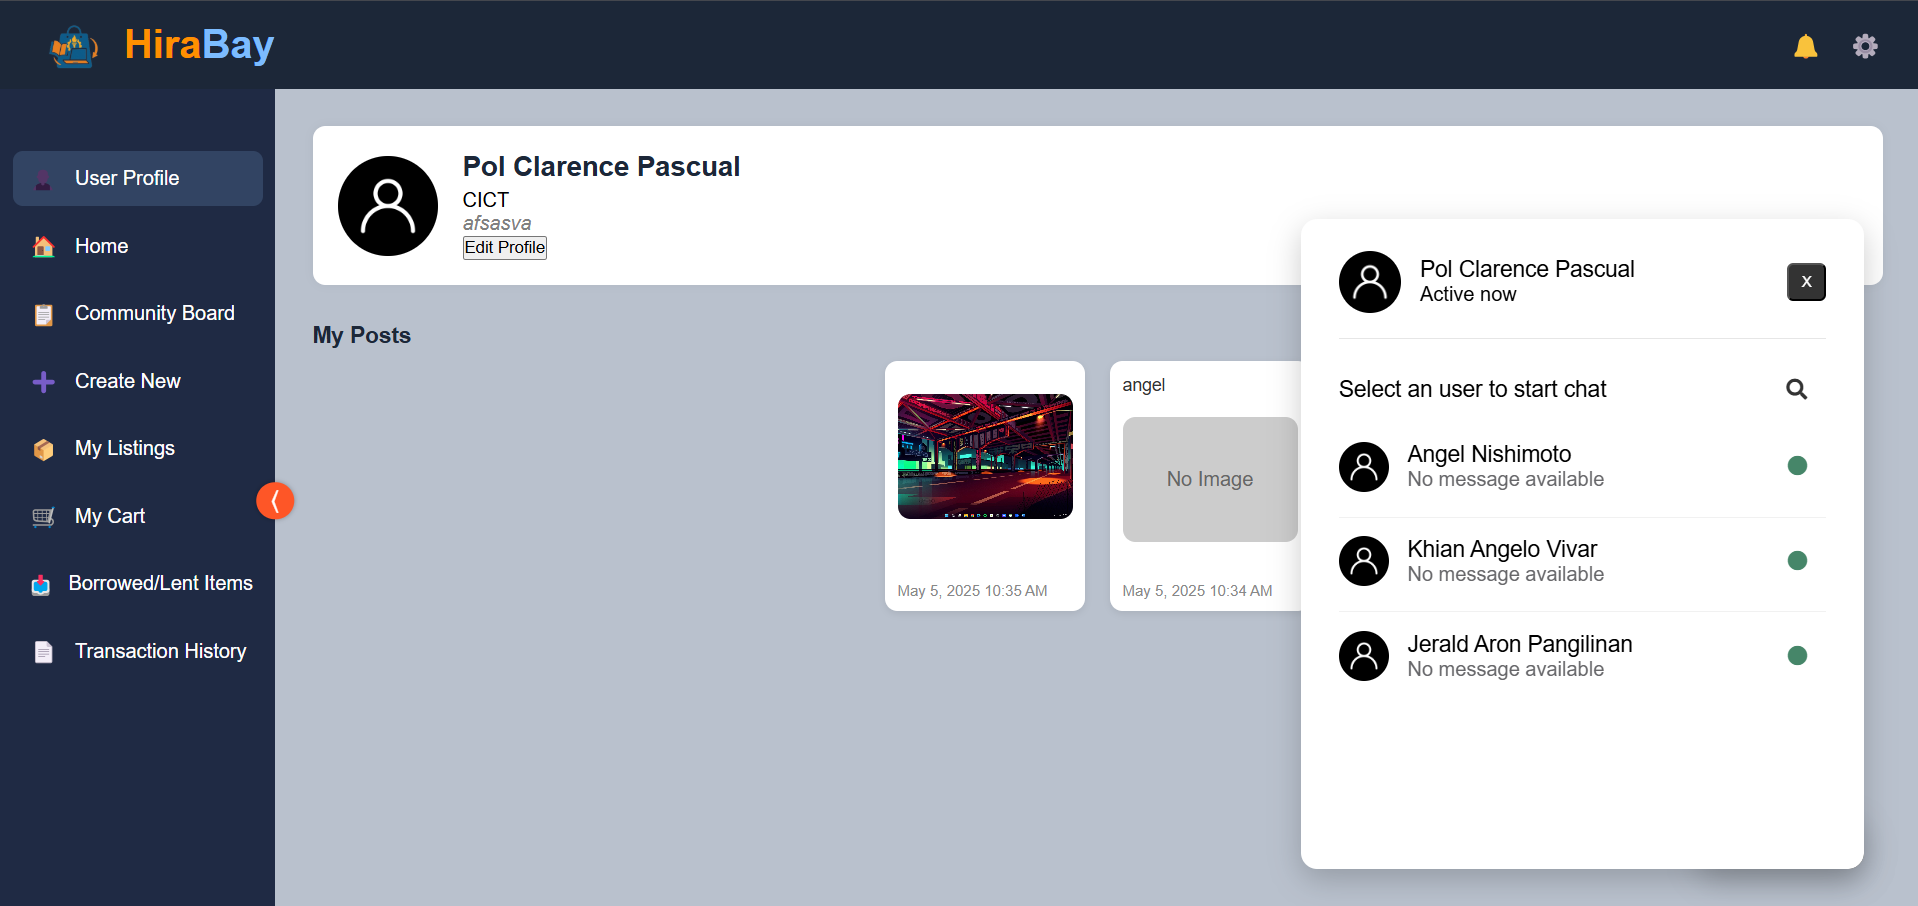 HiraBay
User Profile
Home
Community Board
Create New
My Listings
My Cart
Borrowed/Lent Items
Transaction History
Pol Clarence Pascual
CICT
afsasva
Edit Profile
My Posts
May 5, 2025 10:35 AM
angel
No Image
May 5, 2025 10:34 AM
Pol Clarence Pascual
Active now
X
Select an user to start chat
Angel Nishimoto
No message available
Khian Angelo Vivar
No message available
Jerald Aron Pangilinan
No message available